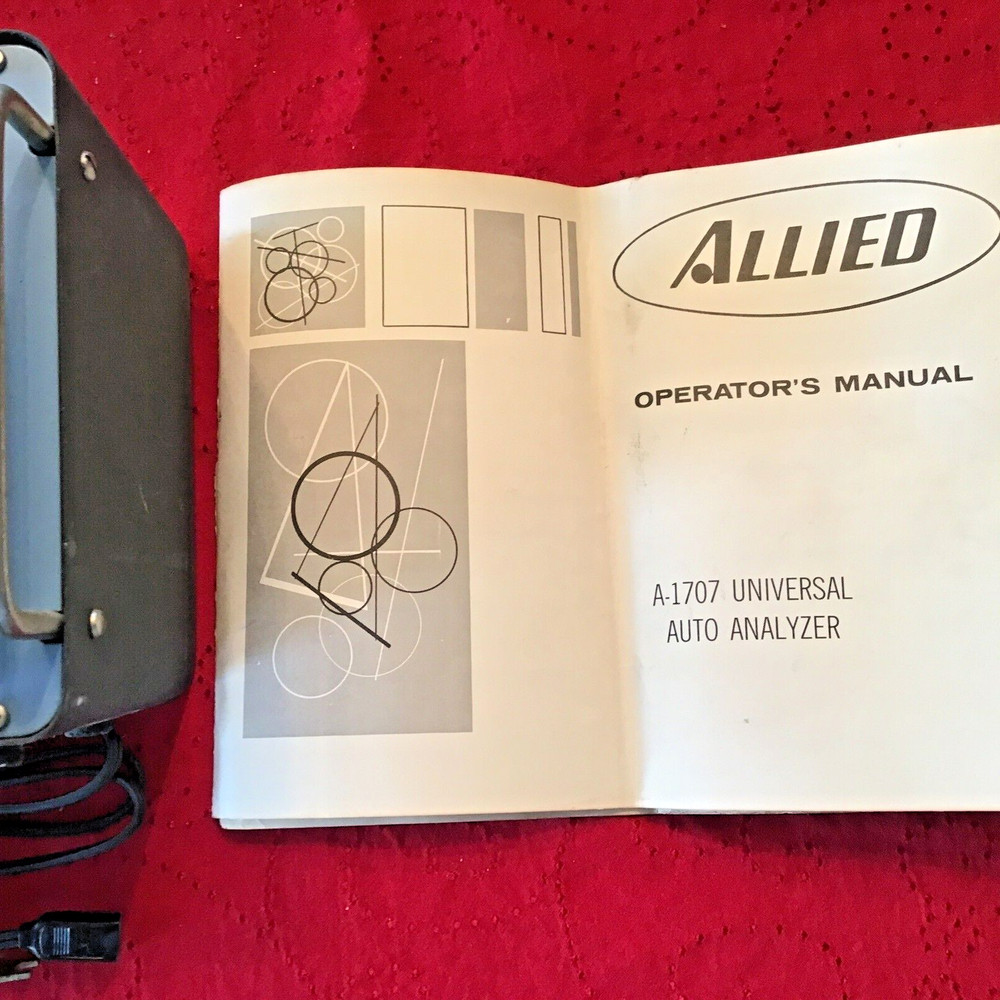 ALLIED
OPERATOR'S MANUAL
A-1707 UNIVERSAL
AUTO ANALYZER